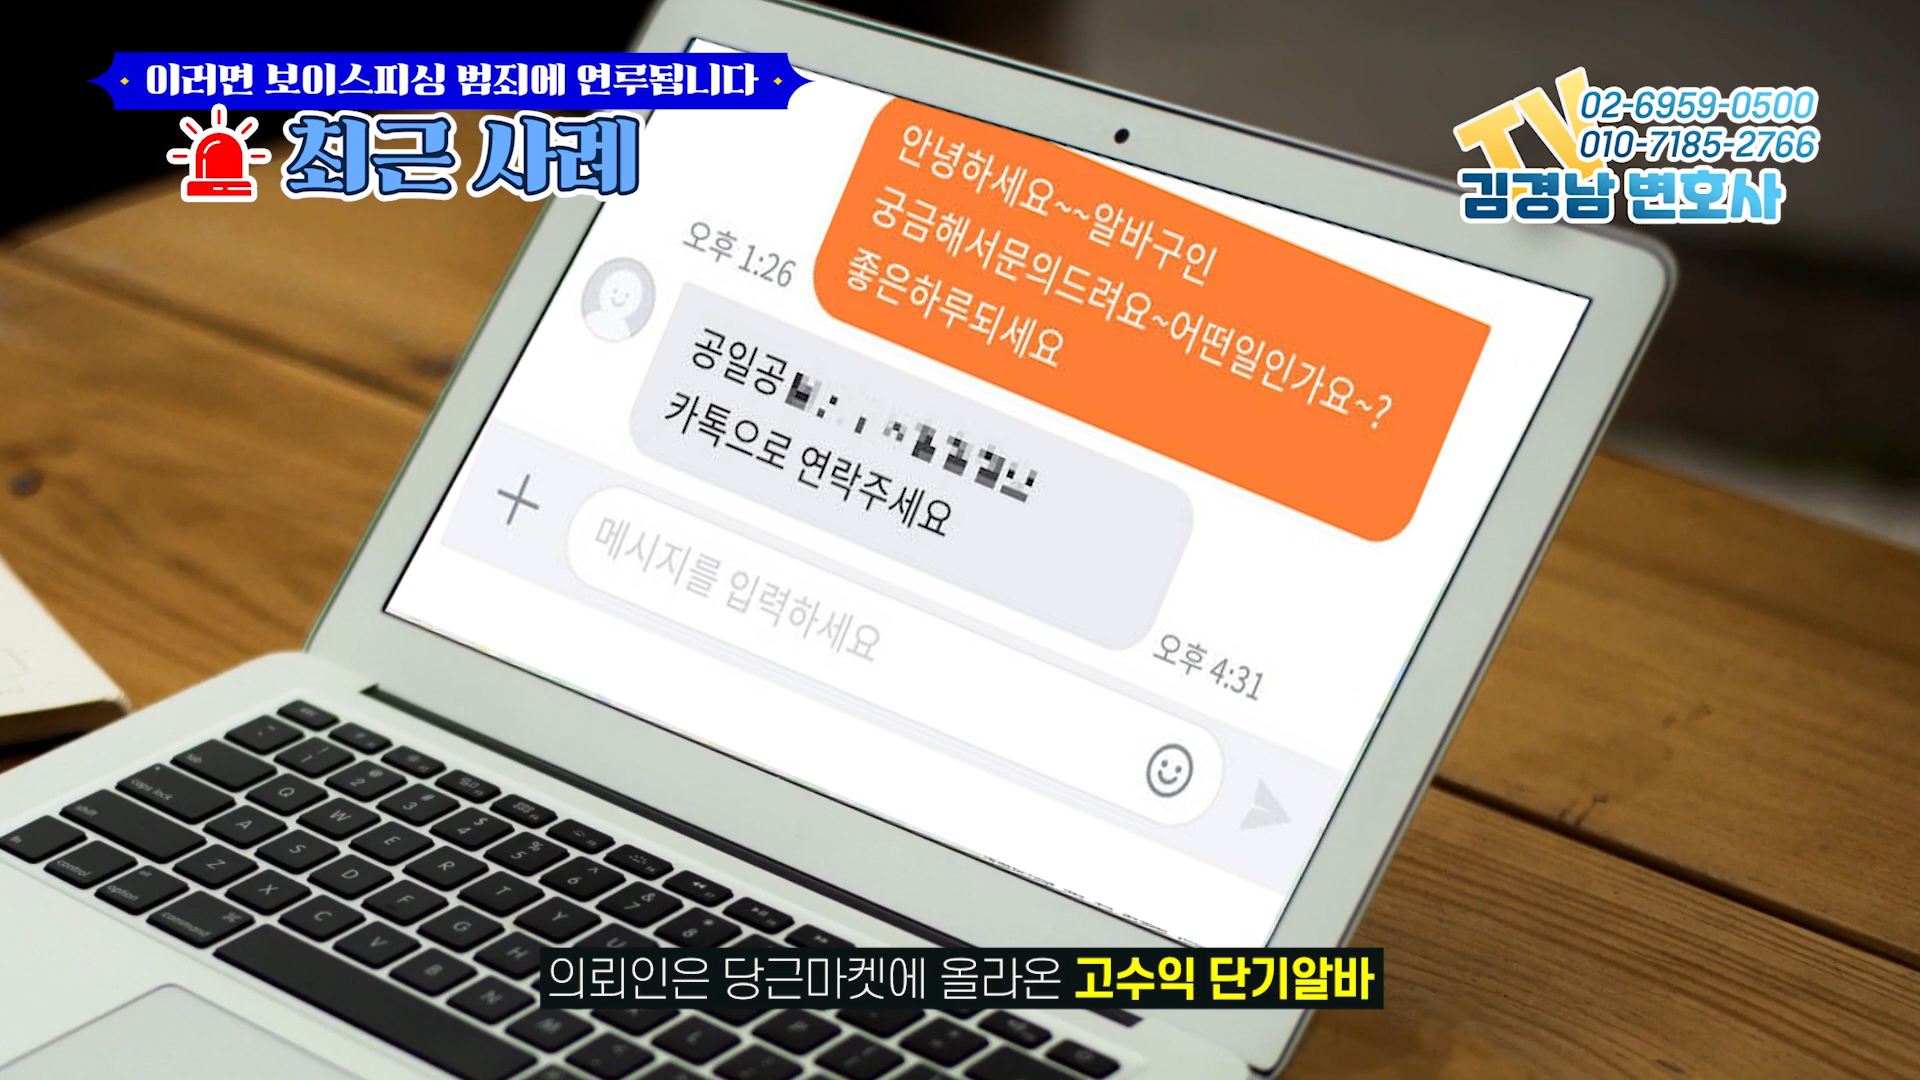 이러면 보이스피싱 범죄에 연루됩니다
최근 사례
TV
02-6959-0500
010-7185-2766
김경남 변호사
안녕하세요~~알바구인
궁금해서문의드려요~어떤일인가요~?
좋은하루되세요
오후 1:26
공일공
카톡으로 연락주세요
오후 4:31
메시지를 입력하세요
의뢰인은 당근마켓에 올라온 고수익 단기알바